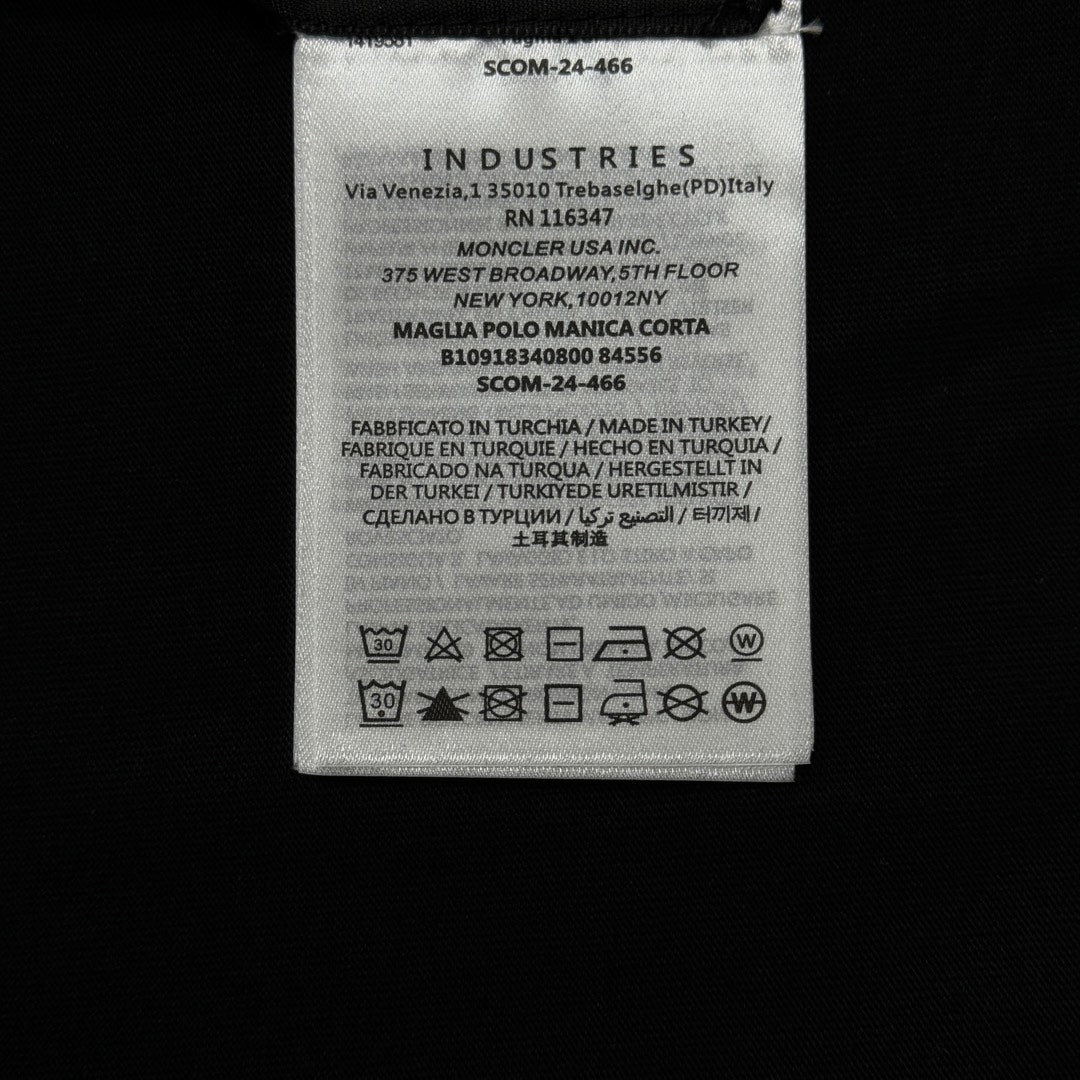 1419581
SCOM-24-466
INDUSTRIES
Via Venezia,1 35010 Trebaselghe(PD)Italy
RN 116347
MONCLER USA INC.
375 WEST BROADWAY,5TH FLOOR
NEW YORK,10012NY
MAGLIA POLO MANICA CORTA
B10918340800 84556
SCOM-24-466
FABBFICATO IN TURCHIA / MADE IN TURKEY/
FABRIQUE EN TURQUIE / HECHO EN TURQUIA /
FABRICADO NA TURQUA / HERGESTELLT IN
DER TURKEI / TURKIYEDE URETILMISTIR /
СДЕЛАНО В ТУРЦИИ / التصنيع تركيا / 터끼제 /
土耳其制造
30 W
30 W